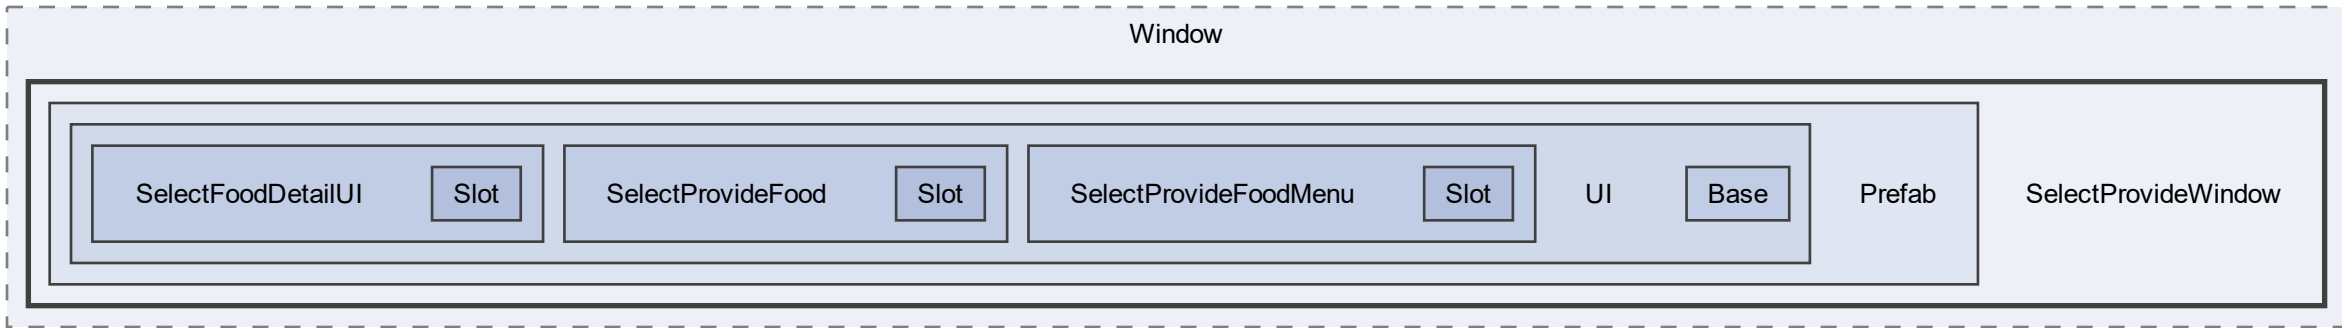 Window
SelectFoodDetailUI
Slot
SelectProvideFood
Slot
SelectProvideFoodMenu
Slot
UI
Base
Prefab
SelectProvideWindow